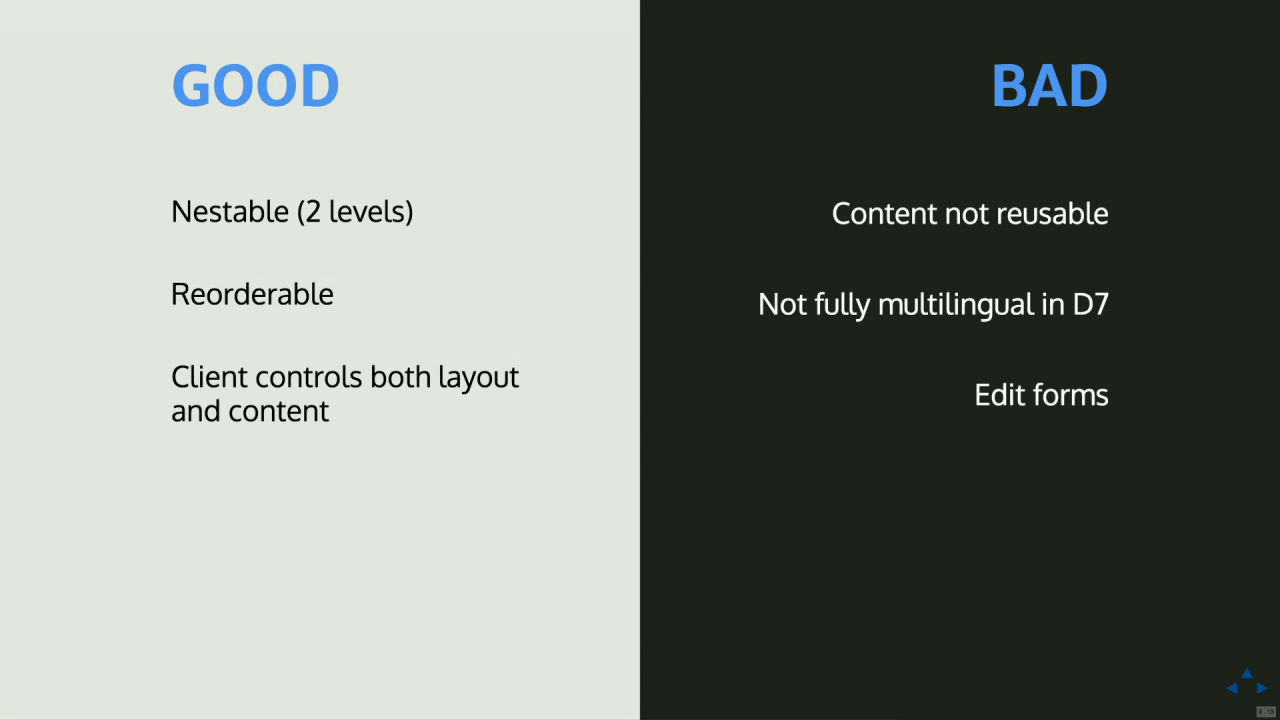 GOOD
Nestable (2 levels)
Reorderable
Client controls both layout
and content
BAD
Content not reusable
Not fully multilingual in D7
Edit forms